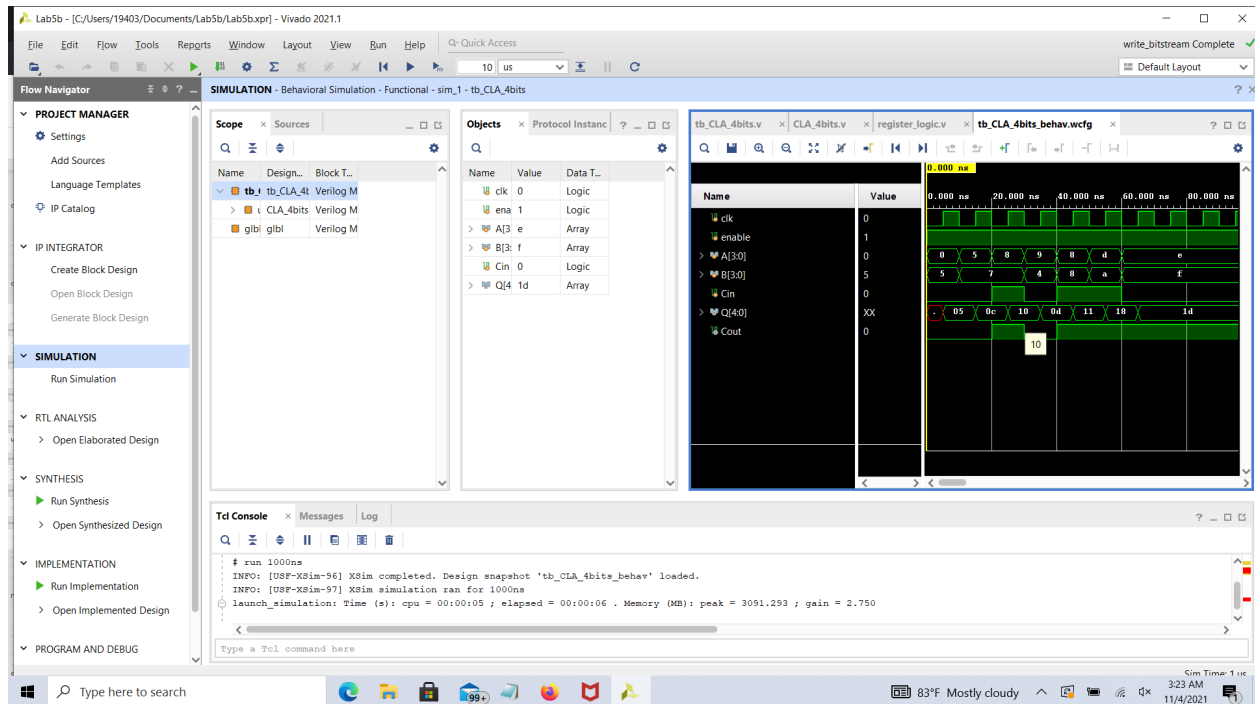 Lab5b - [C:/Users/19403/Documents/Lab5b/Lab5b.xpr] - Vivado 2021.1
File Edit Flow Tools Reports Window Layout View Run Help Q- Quick Access
write_bitstream Complete
10 us
Default Layout
Flow Navigator
SIMULATION - Behavioral Simulation - Functional - sim_1 - tb_CLA_4bits
PROJECT MANAGER
Settings
Add Sources
Language Templates
IP Catalog
IP INTEGRATOR
Create Block Design
Open Block Design
Generate Block Design
SIMULATION
Run Simulation
RTL ANALYSIS
Open Elaborated Design
SYNTHESIS
Run Synthesis
Open Synthesized Design
IMPLEMENTATION
Run Implementation
Open Implemented Design
PROGRAM AND DEBUG
Scope Sources
Name Design... Block T...
tb_( tb_CLA_4t Verilog M
CLA_4bits Verilog M
glbl glbl Verilog M
Objects Protocol Instanc
Name Value Data T...
clk 0 Logic
ena 1 Logic
A[3 e Array
B[3: f Array
Cin 0 Logic
Q[4 1d Array
tb_CLA_4bits.v CLA_4bits.v register_logic.v tb_CLA_4bits_behav.wcfg
0.000 ns
Name Value
0.000 ns 20.000 ns 40.000 ns 60.000 ns 80.000 ns
clk 0
enable 1
A[3:0] 0 0 5 8 9 8 d e
B[3:0] 5 5 7 4 8 a f
Cin 0
Q[4:0] XX . 05 0c 10 0d 11 18 1d
Cout 0
10
Tcl Console Messages Log
# run 1000ns
INFO: [USF-XSim-96] XSim completed. Design snapshot 'tb_CLA_4bits_behav' loaded.
INFO: [USF-XSim-97] XSim simulation ran for 1000ns
launch_simulation: Time (s): cpu = 00:00:05 ; elapsed = 00:00:06 . Memory (MB): peak = 3091.293 ; gain = 2.750
Type a Tcl command here
Sim Time: 1 us
Type here to search
99+
83°F Mostly cloudy
3:23 AM
11/4/2021
1